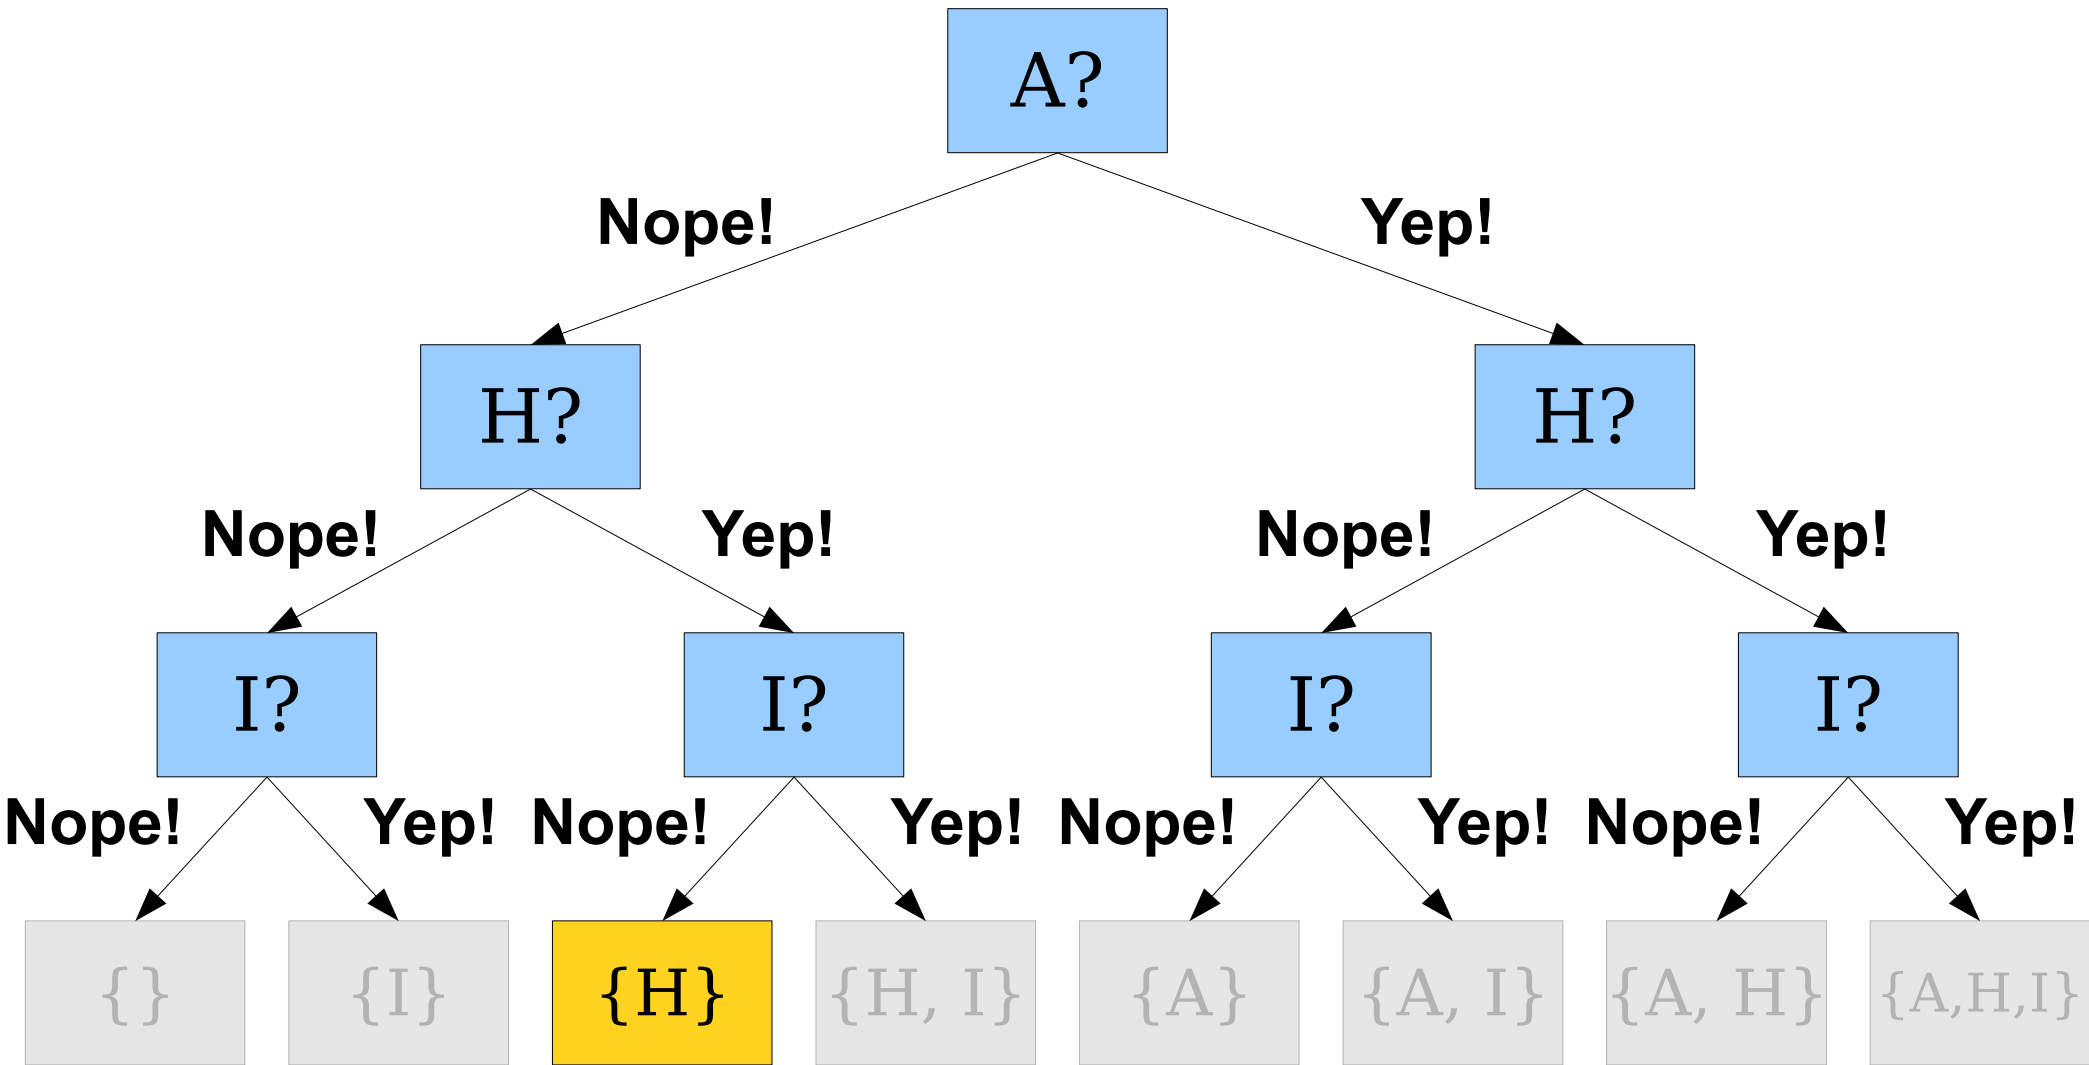 A?
Nope! Yep!
H? H?
Nope! Yep! Nope! Yep!
I? I? I? I?
Nope! Yep! Nope! Yep! Nope! Yep! Nope! Yep!
{} {I} {H} {H, I} {A} {A, I} {A, H} {A,H,I}